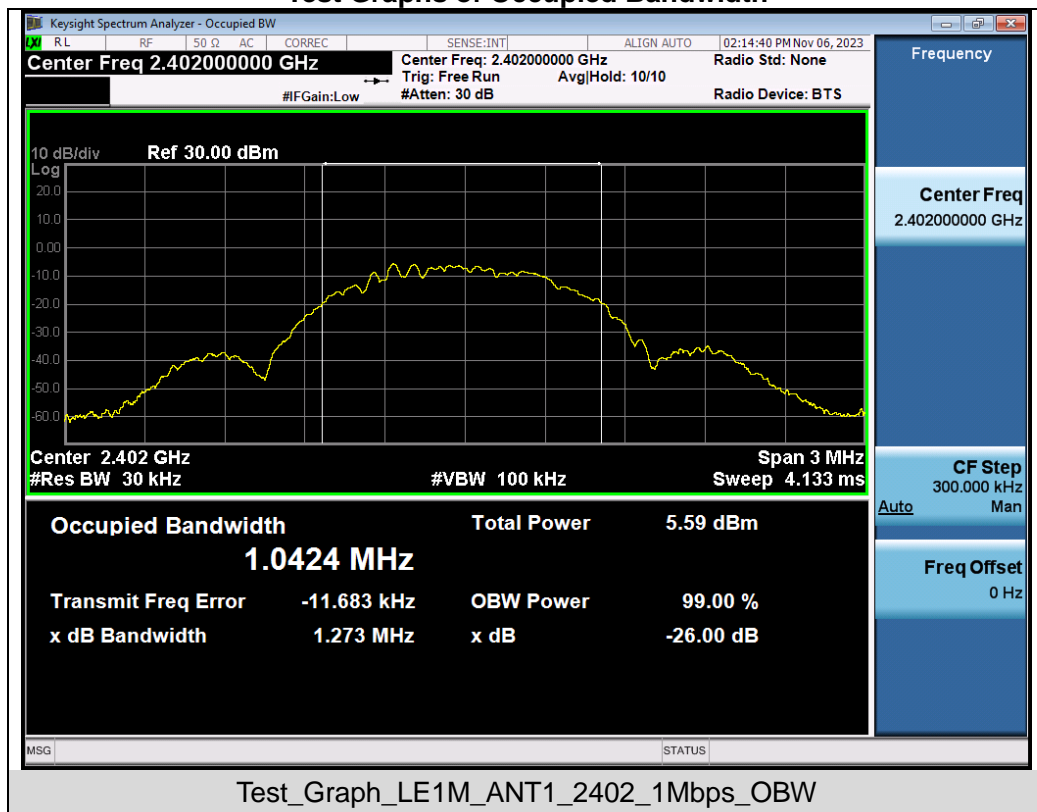 Test Graphs of Occupied Bandwidth
Keysight Spectrum Analyzer - Occupied BW
LXI RL RF 50 Ω AC CORREC SENSE:INT ALIGN AUTO 02:14:40 PM Nov 06, 2023
Center Freq 2.402000000 GHz
Center Freq: 2.402000000 GHz
Radio Std: None
Trig: Free Run Avg|Hold: 10/10
#IFGain:Low
#Atten: 30 dB
Radio Device: BTS
10 dB/div Ref 30.00 dBm
Log
20.0
10.0
0.00
-10.0
-20.0
-30.0
-40.0
-50.0
-60.0
Center 2.402 GHz
Span 3 MHz
#Res BW 30 kHz
#VBW 100 kHz
Sweep 4.133 ms
Occupied Bandwidth
Total Power 5.59 dBm
1.0424 MHz
Transmit Freq Error -11.683 kHz
OBW Power 99.00 %
x dB Bandwidth 1.273 MHz
x dB -26.00 dB
MSG
STATUS
Frequency
Center Freq
2.402000000 GHz
CF Step
300.000 kHz
Auto Man
Freq Offset
0 Hz
Test_Graph_LE1M_ANT1_2402_1Mbps_OBW